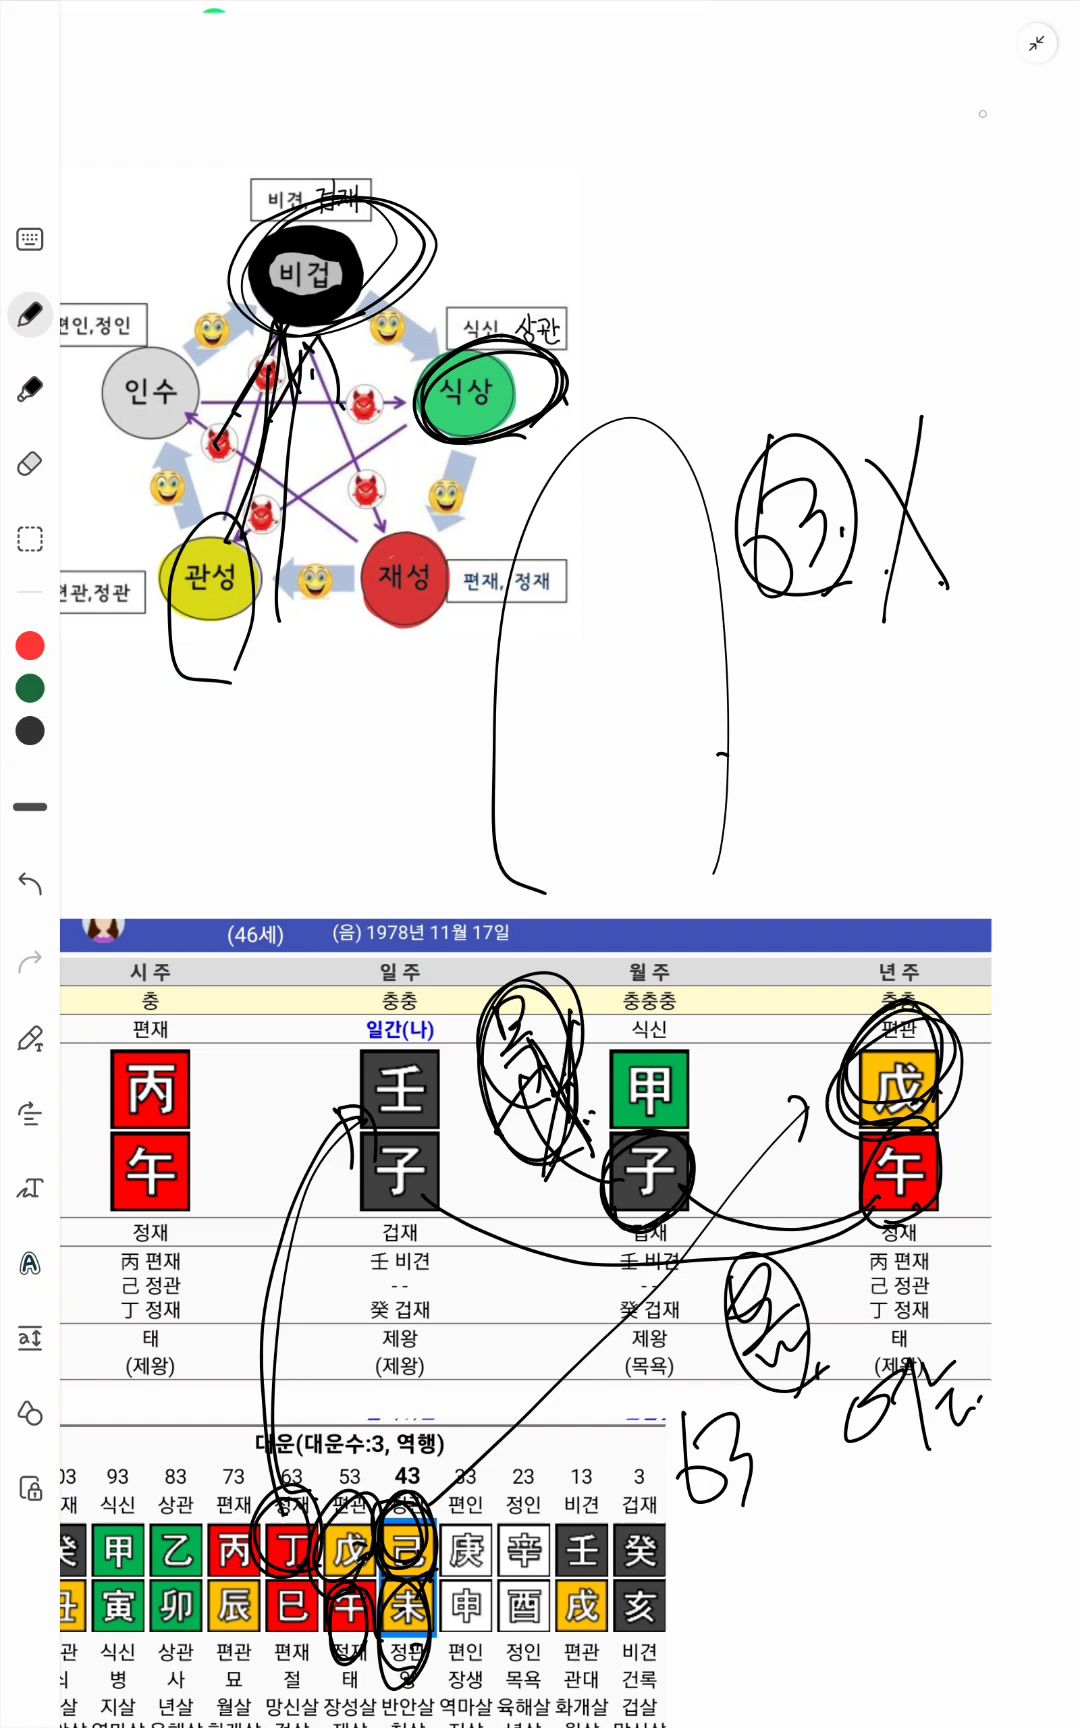 비견, 겁재
비겁
편인,정인
식신, 상관
인수
식상
63
관성
재성
편관,정관
편재, 정재
(46세) (음) 1978년 11월 17일
시 주 일 주 월 주 년 주
충 충충 충충충 충충
편재 일간(나) 식신 편관
丙 壬 甲 戊
午 子 子 午
정재 겁재 겁재 정재
丙 편재 壬 비견 壬 비견 丙 편재
己 정관 - - - - 己 정관
丁 정재 癸 겁재 癸 겁재 丁 정재
태 제왕 제왕 태
(제왕) (제왕) (목욕) (제왕)
63
대운(대운수:3, 역행)
03 93 83 73 63 53 43 33 23 13 3
재 식신 상관 편재 정재 편관 정관 편인 정인 비견 겁재
癸 甲 乙 丙 丁 戊 己 庚 辛 壬 癸
丑 寅 卯 辰 巳 午 未 申 酉 戌 亥
관 식신 상관 편관 편재 정재 정관 편인 정인 편관 비견
병 사 묘 절 태 양 장생 목욕 관대 건록
살 지살 년살 월살 망신살 장성살 반안살 역마살 육해살 화개살 겁살